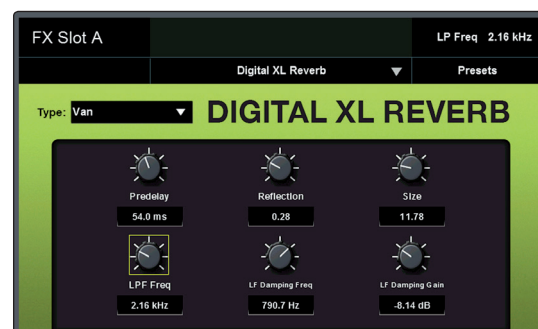 FX Slot A
LP Freq 2.16 kHz
Digital XL Reverb
Presets
Type: Van
DIGITAL XL REVERB
Predelay
Reflection
Size
54.0 ms
0.28
11.78
LPF Freq
LF Damping Freq
LF Damping Gain
2.16 kHz
790.7 Hz
-8.14 dB